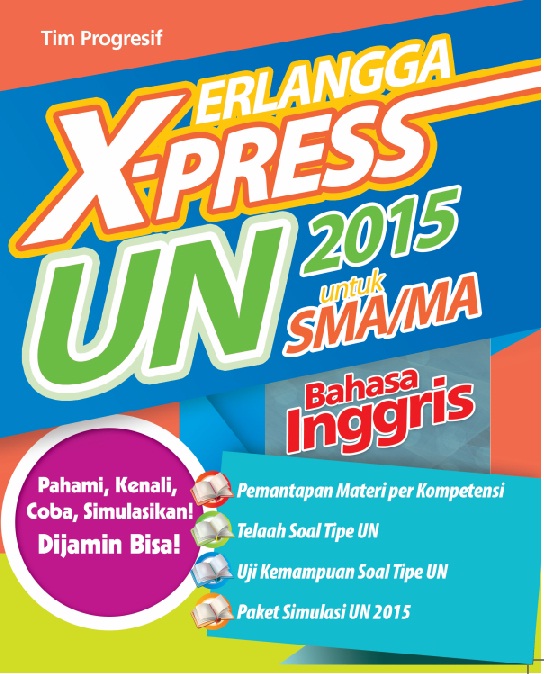 Tim Progresif
ERLANGGA
X-PRESS
UN 2015
untuk
SMA/MA
Bahasa
Inggris
Pahami, Kenali,
Coba, Simulasikan!
Dijamin Bisa!
Pemantapan Materi per Kompetensi
Telaah Soal Tipe UN
Uji Kemampuan Soal Tipe UN
Paket Simulasi UN 2015